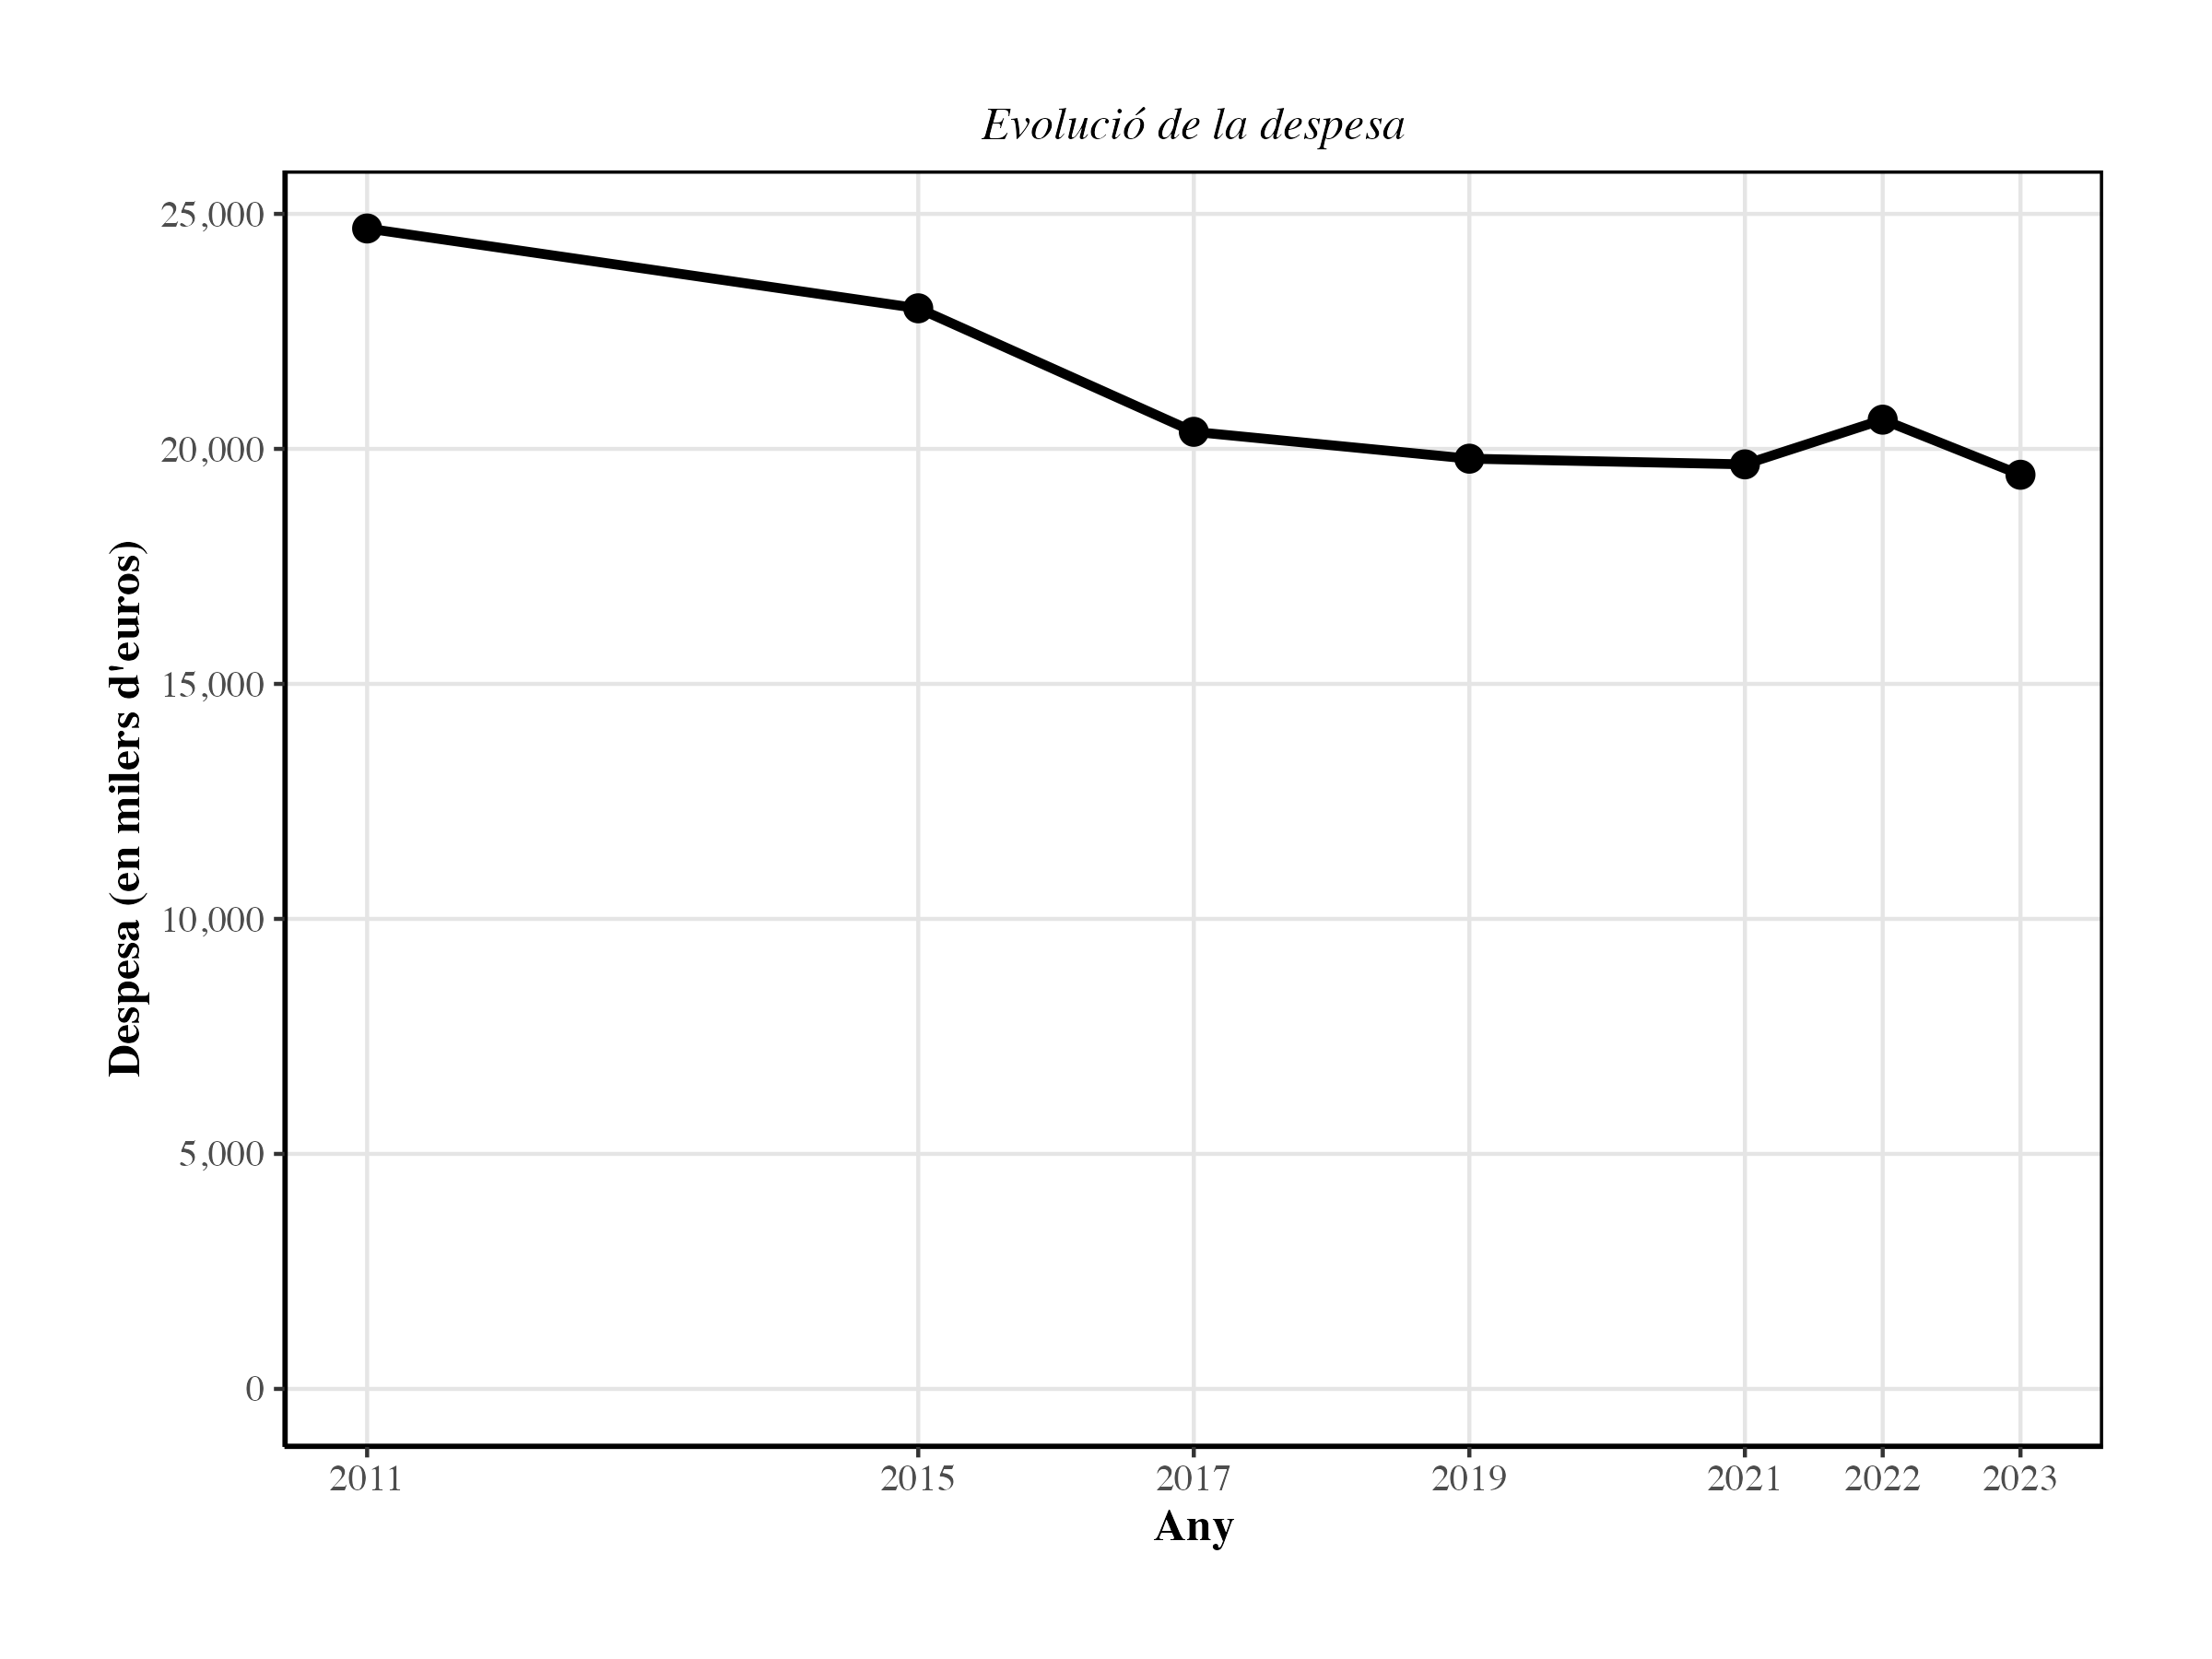 Evolució de la despesa
Despesa (en milers d'euros)
25,000
20,000
15,000
10,000
5,000
0
2011 2015 2017 2019 2021 2022 2023
Any